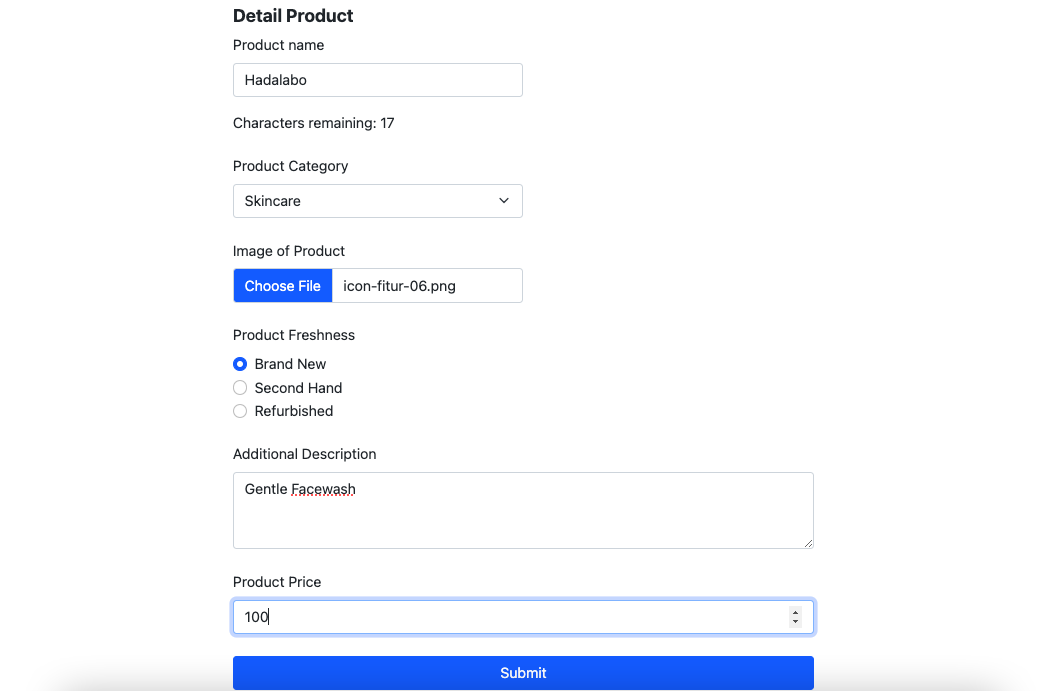 Detail Product
Product name
Hadalabo
Characters remaining: 17
Product Category
Skincare
Image of Product
Choose File icon-fitur-06.png
Product Freshness
Brand New
Second Hand
Refurbished
Additional Description
Gentle Facewash
Product Price
100
Submit